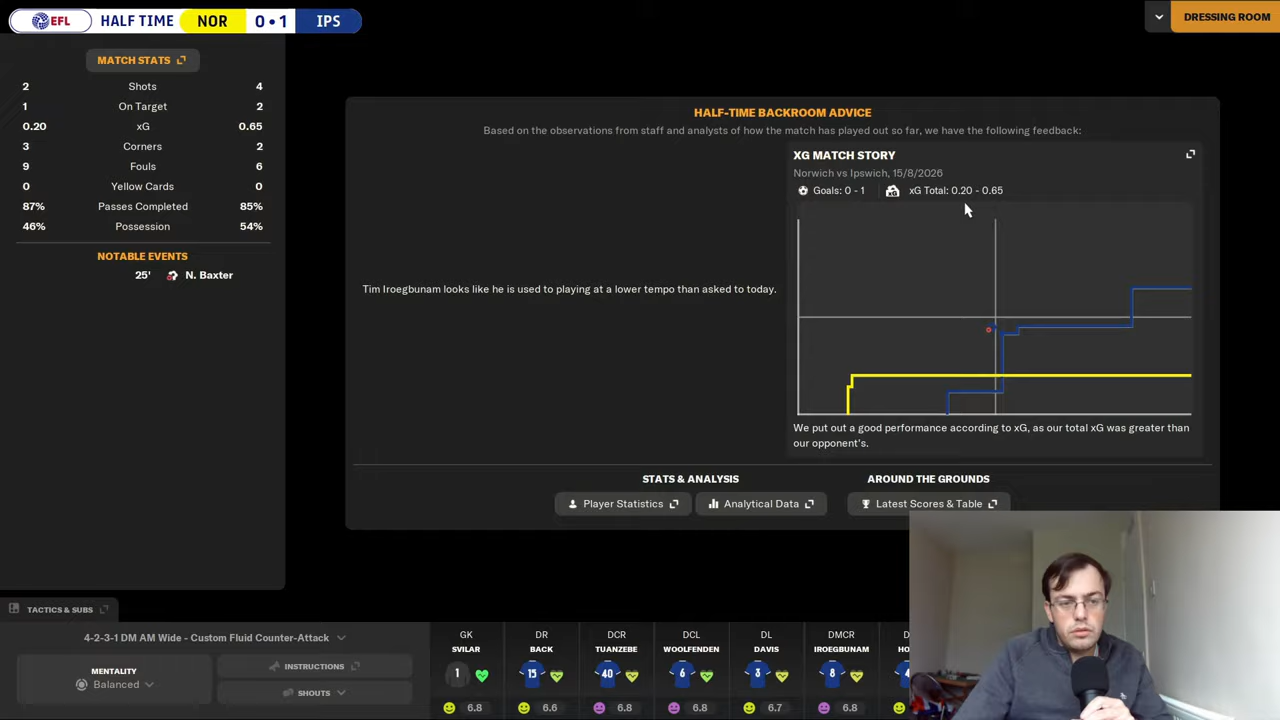 EFL HALF TIME NOR 0 • 1 IPS
DRESSING ROOM
MATCH STATS
2 Shots 4
1 On Target 2
0.20 xG 0.65
3 Corners 2
9 Fouls 6
0 Yellow Cards 0
87% Passes Completed 85%
46% Possession 54%
NOTABLE EVENTS
25' N. Baxter
HALF-TIME BACKROOM ADVICE
Based on the observations from staff and analysts of how the match has played out so far, we have the following feedback:
Tim Iroegbunam looks like he is used to playing at a lower tempo than asked to today.
XG MATCH STORY
Norwich vs Ipswich, 15/8/2026
Goals: 0 - 1 xG Total: 0.20 - 0.65
We put out a good performance according to xG, as our total xG was greater than
our opponent's.
STATS & ANALYSIS
Player Statistics Analytical Data
AROUND THE GROUNDS
Latest Scores & Table
TACTICS & SUBS
4-2-3-1 DM AM Wide - Custom Fluid Counter-Attack
MENTALITY
Balanced
INSTRUCTIONS
SHOUTS
GK DR DCR DCL DL DMCR D
SVILAR BACK TUANZEBE WOOLFENDEN DAVIS IROEGBUNAM HO
1 15 40 6 3 8 4
6.8 6.6 6.8 6.8 6.7 6.8